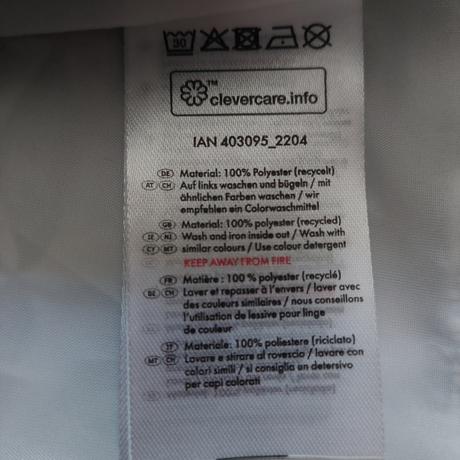 30
™
clevercare.info
IAN 403095_2204
DE Material: 100% Polyester (recycelt)
AT CH Auf links waschen und bügeln / mit
ähnlichen Farben waschen / wir
empfehlen ein Colorwaschmittel
GB Material: 100% polyester (recycled)
IE NI Wash and iron inside out / Wash with
CY MT similar colours / Use colour detergent
KEEP AWAY FROM FIRE
FR Matière : 100 % polyester (recyclé)
BE CH Laver et repasser à l'envers / laver avec
des couleurs similaires / nous conseillons
l'utilisation de lessive pour linge
de couleur
IT Materiale: 100% poliestere (riciclato)
MT CH Lavare e stirare al rovescio / lavare con
colori simili / si consiglia un detersivo
per capi colorati